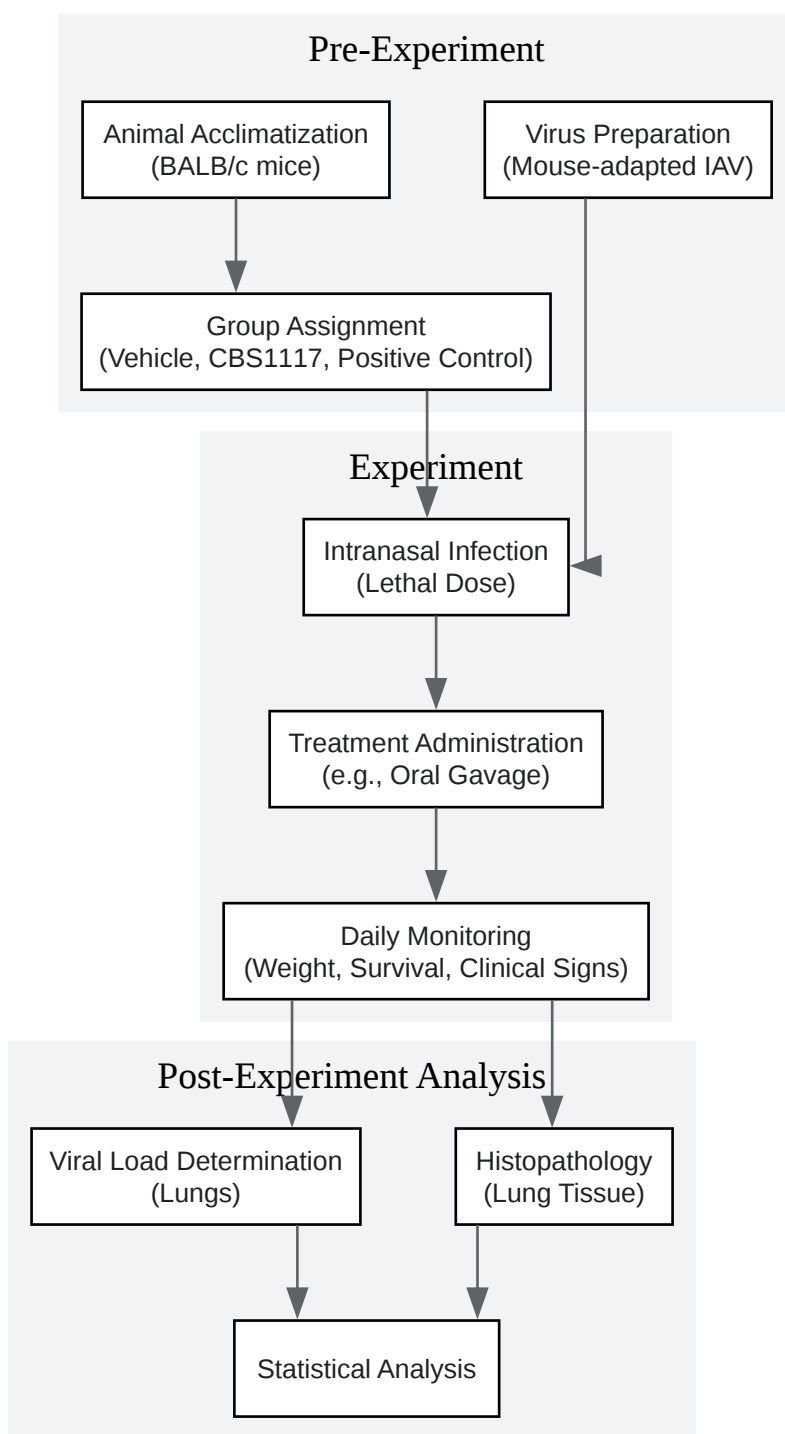 Pre-Experiment
Animal Acclimatization
(BALB/c mice)
Virus Preparation
(Mouse-adapted IAV)
Group Assignment
(Vehicle, CBS1117, Positive Control)
Experiment
Intranasal Infection
(Lethal Dose)
Treatment Administration
(e.g., Oral Gavage)
Daily Monitoring
(Weight, Survival, Clinical Signs)
Post-Experiment Analysis
Viral Load Determination
(Lungs)
Histopathology
(Lung Tissue)
Statistical Analysis